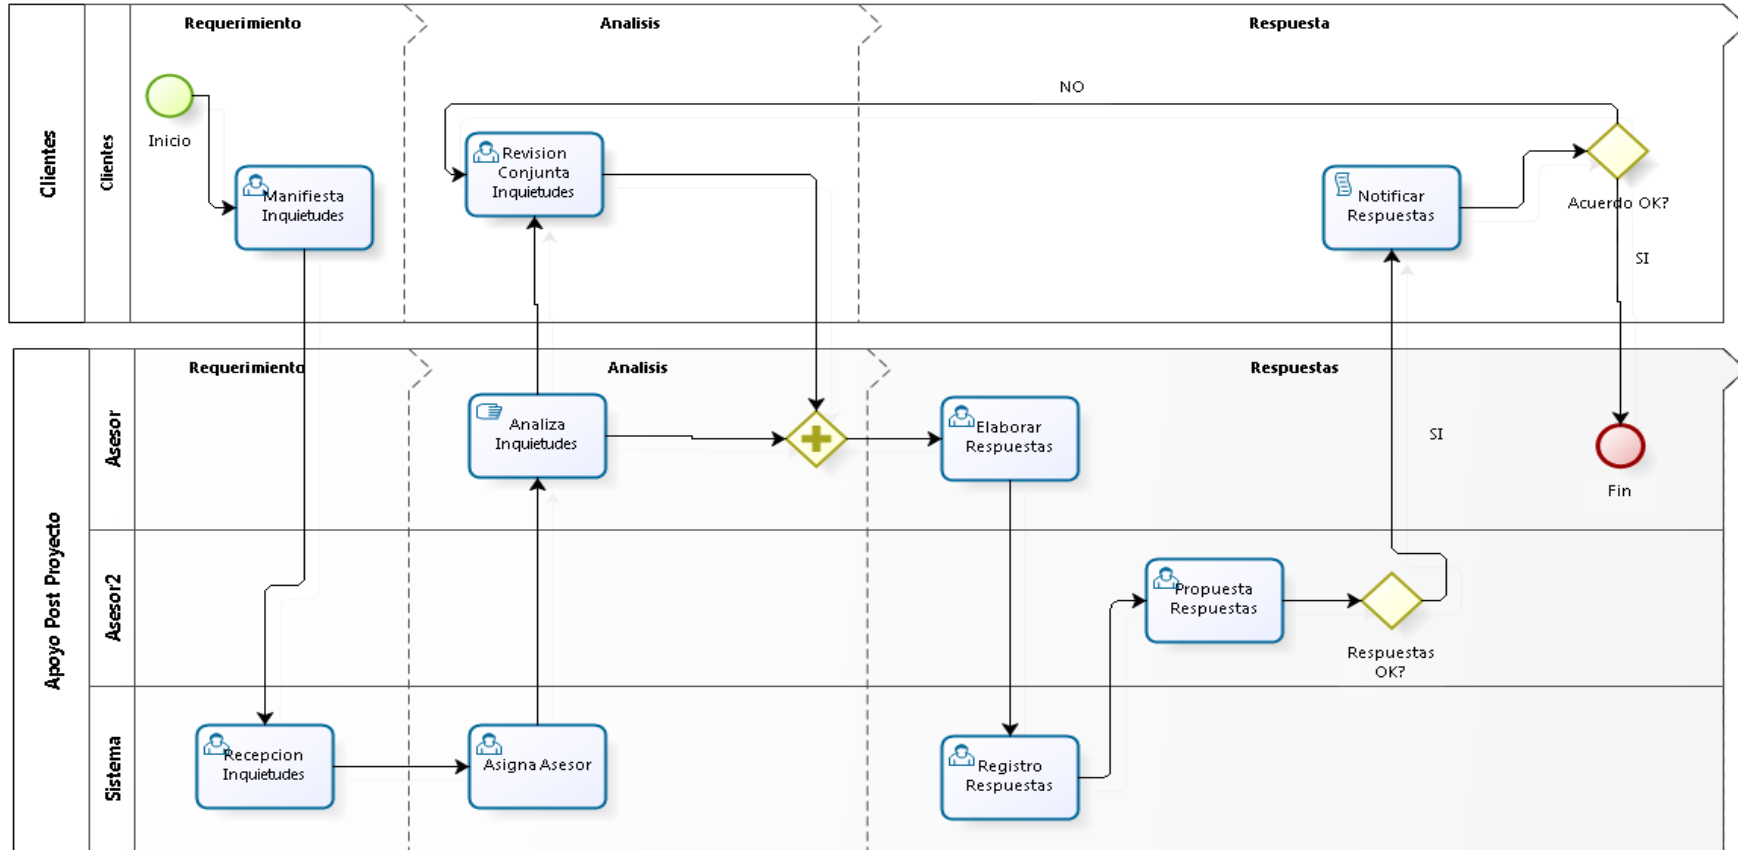 Requerimiento
Analisis
Respuesta
Clientes
Clientes
Inicio
Manifiesta
Inquietudes
Revision
Conjunta
Inquietudes
NO
Notificar
Respuestas
Acuerdo OK?
SI
Apoyo Post Proyecto
Requerimiento
Analisis
Respuestas
Asesor
Analiza
Inquietudes
Elaborar
Respuestas
SI
Fin
Asesor2
Propuesta
Respuestas
Respuestas
OK?
Sistema
Recepcion
Inquietudes
Asigna Asesor
Registro
Respuestas